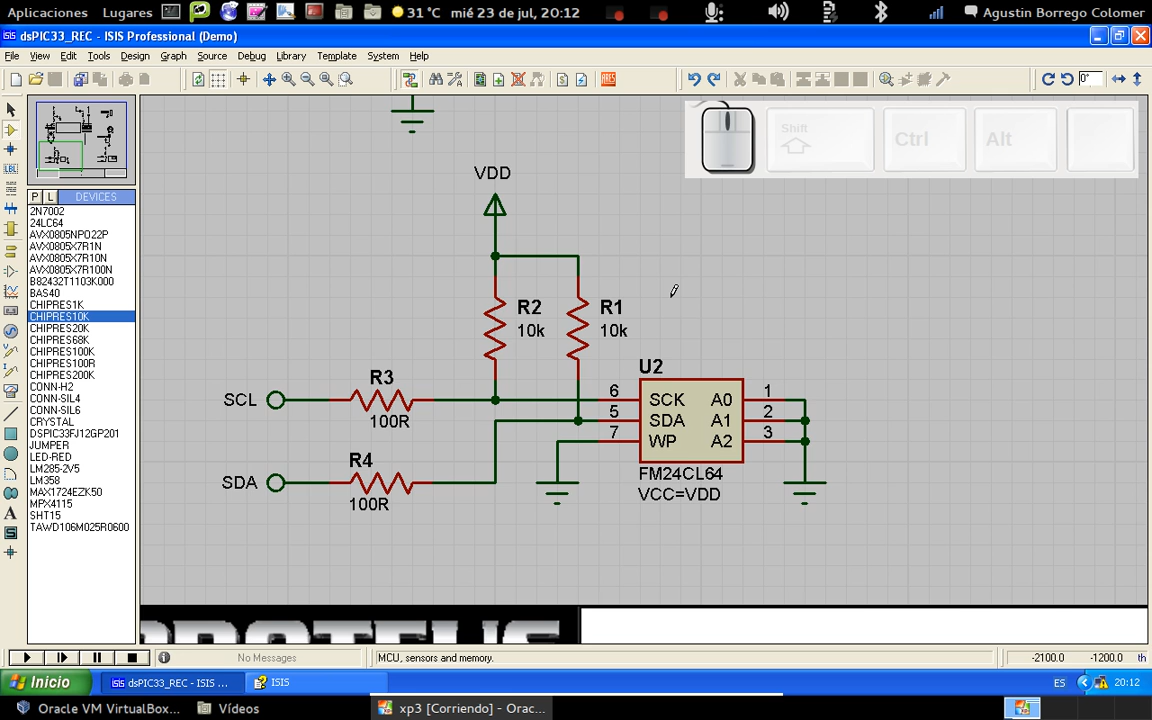 Aplicaciones Lugares 31 °C mié 23 de jul, 20:12 Agustin Borrego Colomer
dsPIC33_REC - ISIS Professional (Demo)
File View Edit Tools Design Graph Source Debug Library Template System Help
0°
Shift
Ctrl
Alt
P L DEVICES
2N7002
24LC64
AVX0805NPO22P
AVX0805X7R1N
AVX0805X7R10N
AVX0805X7R100N
B82432T1103K000
BAS40
CHIPRES1K
CHIPRES10K
CHIPRES20K
CHIPRES68K
CHIPRES100K
CHIPRES100R
CHIPRES200K
CONN-H2
CONN-SIL4
CONN-SIL6
CRYSTAL
DSPIC33FJ12GP201
JUMPER
LED-RED
LM285-2V5
LM358
MAX1724EZK50
MPX4115
SHT15
TAWD106M025R0600
LBL
A
S
ARES
VDD
R2
10k
R1
10k
U2
SCL
R3
100R
SDA
R4
100R
6 SCK A0 1
5 SDA A1 2
7 WP A2 3
FM24CL64
VCC=VDD
PROTEUS
No Messages
MCU, sensors and memory.
-2100.0 -1200.0 th
Inicio
dsPIC33_REC - ISIS ...
ISIS
ES
20:12
Oracle VM VirtualBox...
Vídeos
xp3 [Corriendo] - Orac...